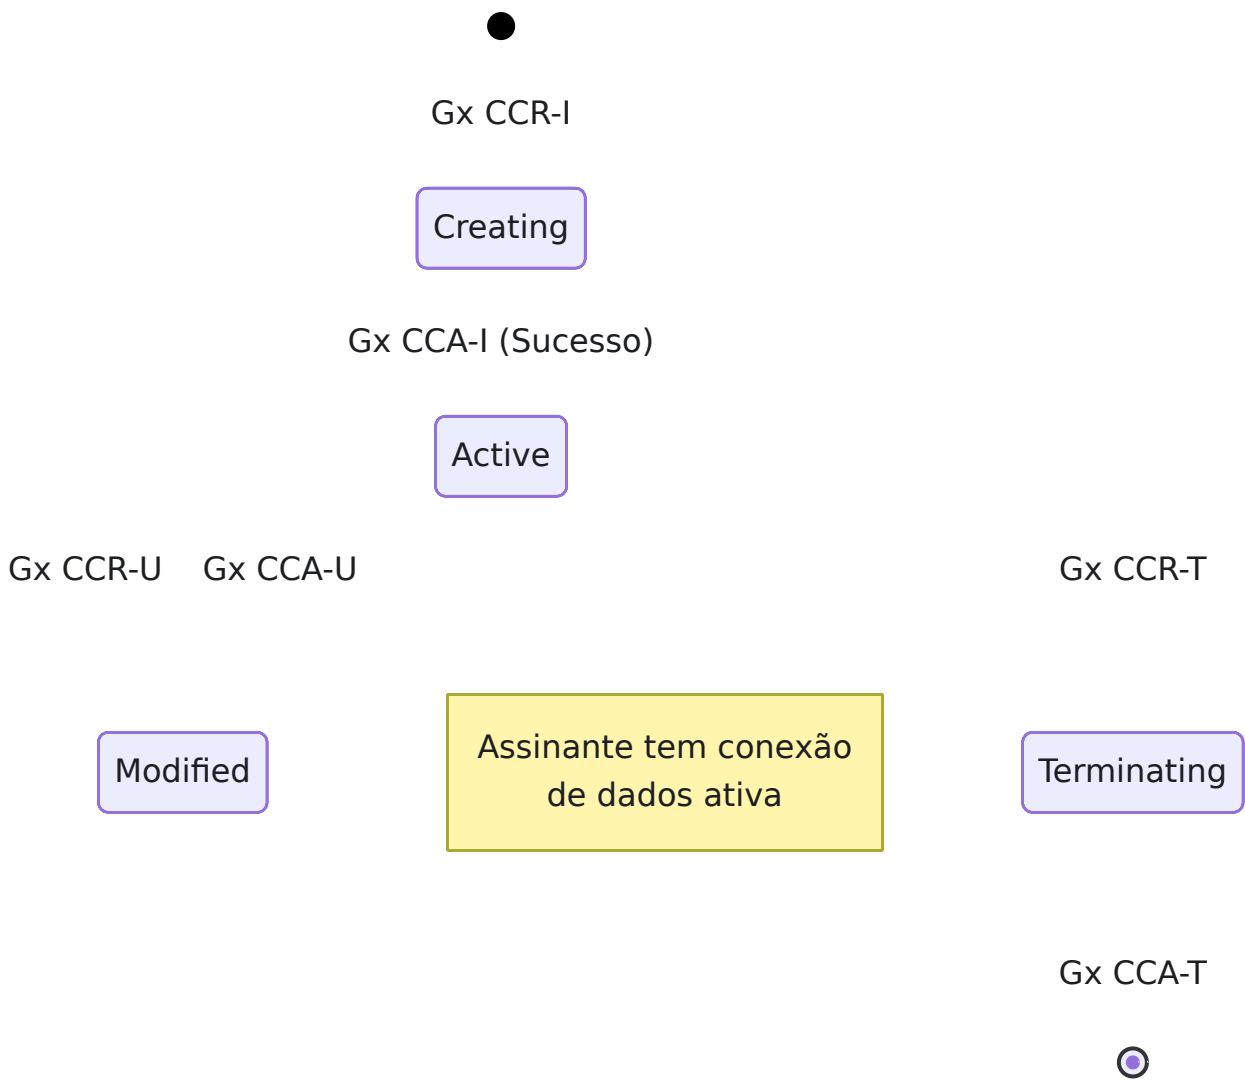 Gx CCR-I
Creating
Gx CCA-I (Sucesso)
Active
Gx CCR-U
Gx CCA-U
Gx CCR-T
Assinante tem conexão
de dados ativa
Modified
Terminating
Gx CCA-T